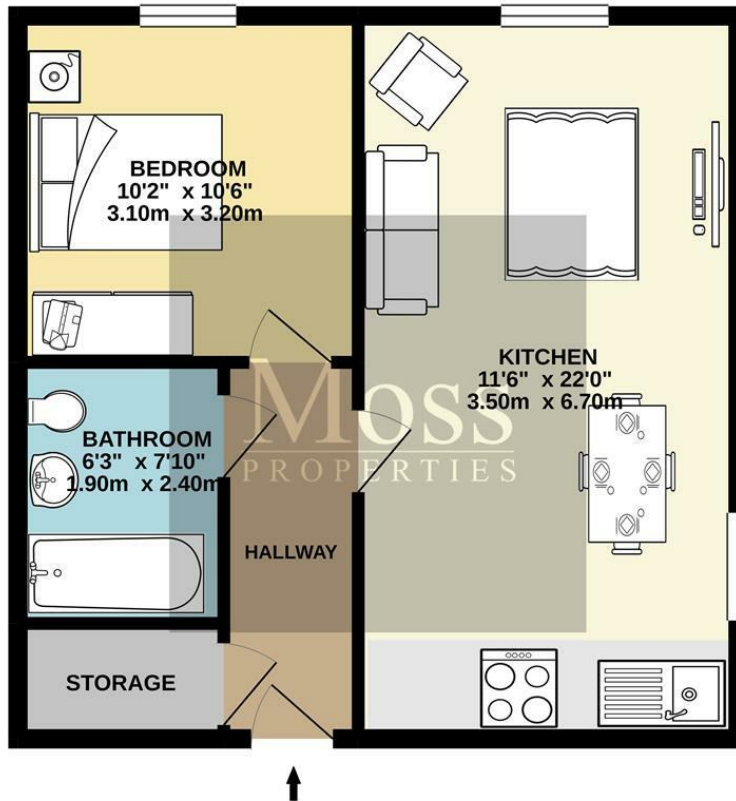 BEDROOM
10'2" x 10'6"
3.10m x 3.20m
KITCHEN
11'6" x 22'0"
3.50m x 6.70m
Moss
PROPERTIES
BATHROOM
6'3" x 7'10"
1.90m x 2.40m
HALLWAY
STORAGE